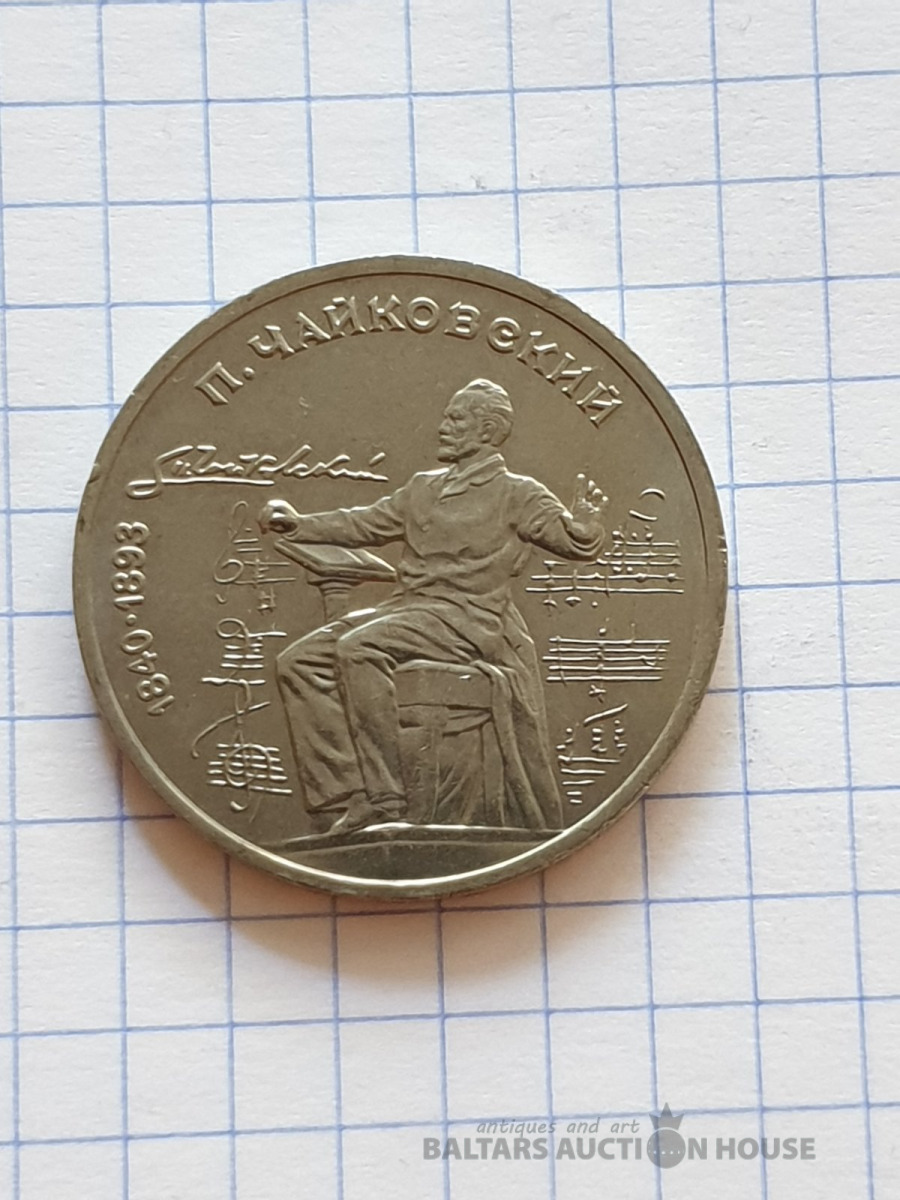 П. ЧАЙКОВСКИЙ
1840·1893
antiques and art
BALTARS AUCTION HOUSE